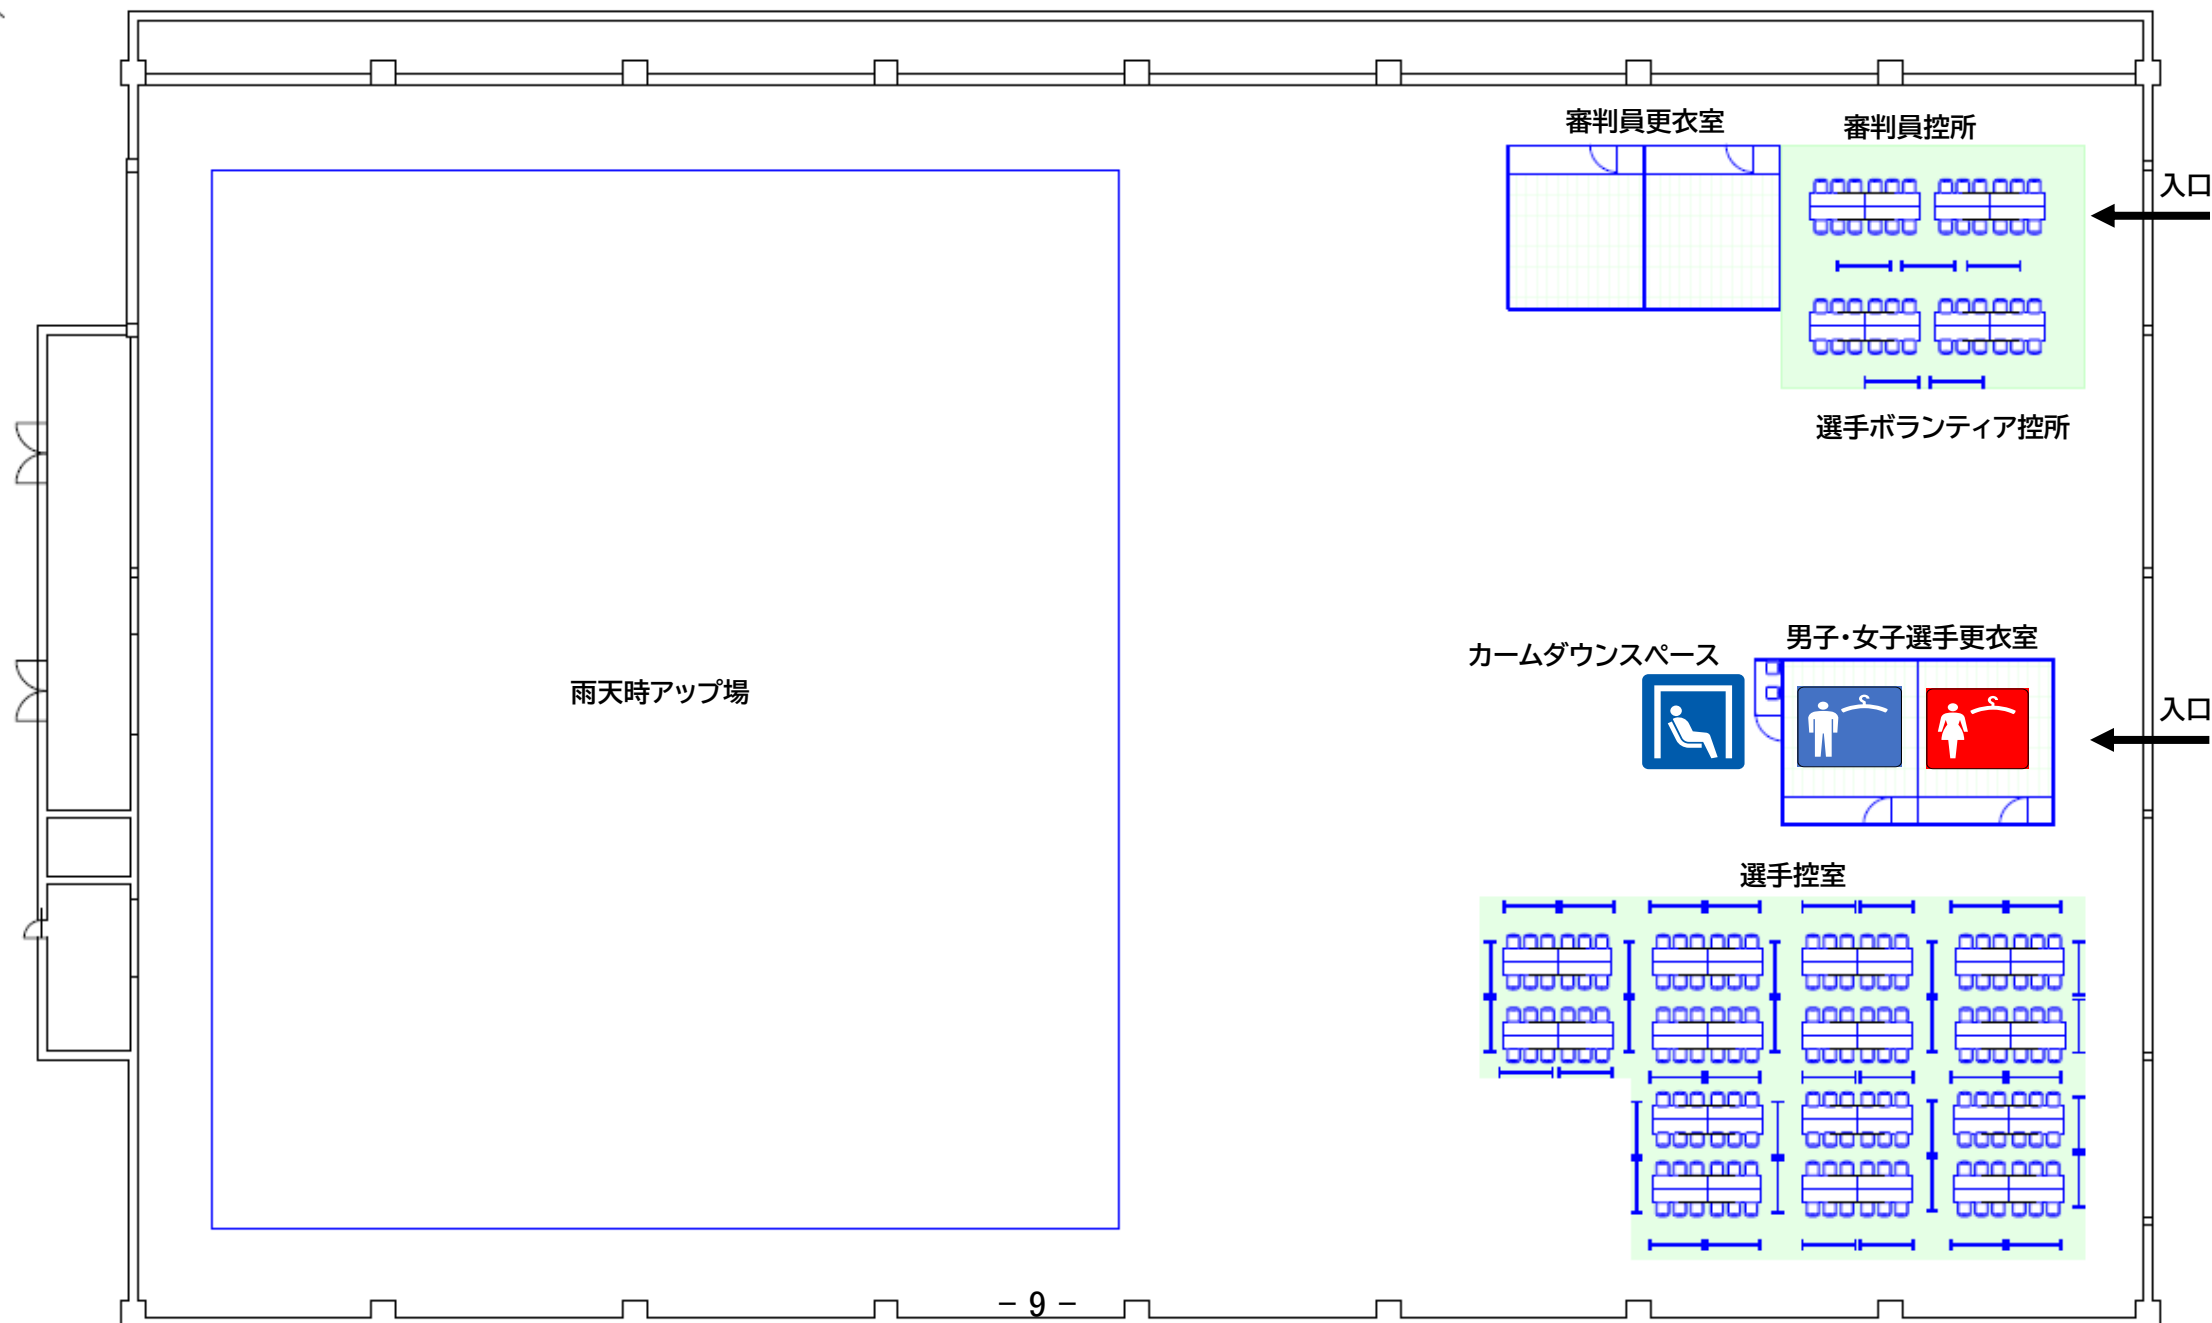 審判員更衣室
審判員控所
入口
選手ボランティア控所
男子・女子選手更衣室
カームダウンスペース
雨天時アップ場
入口
選手控室
－ 9 －